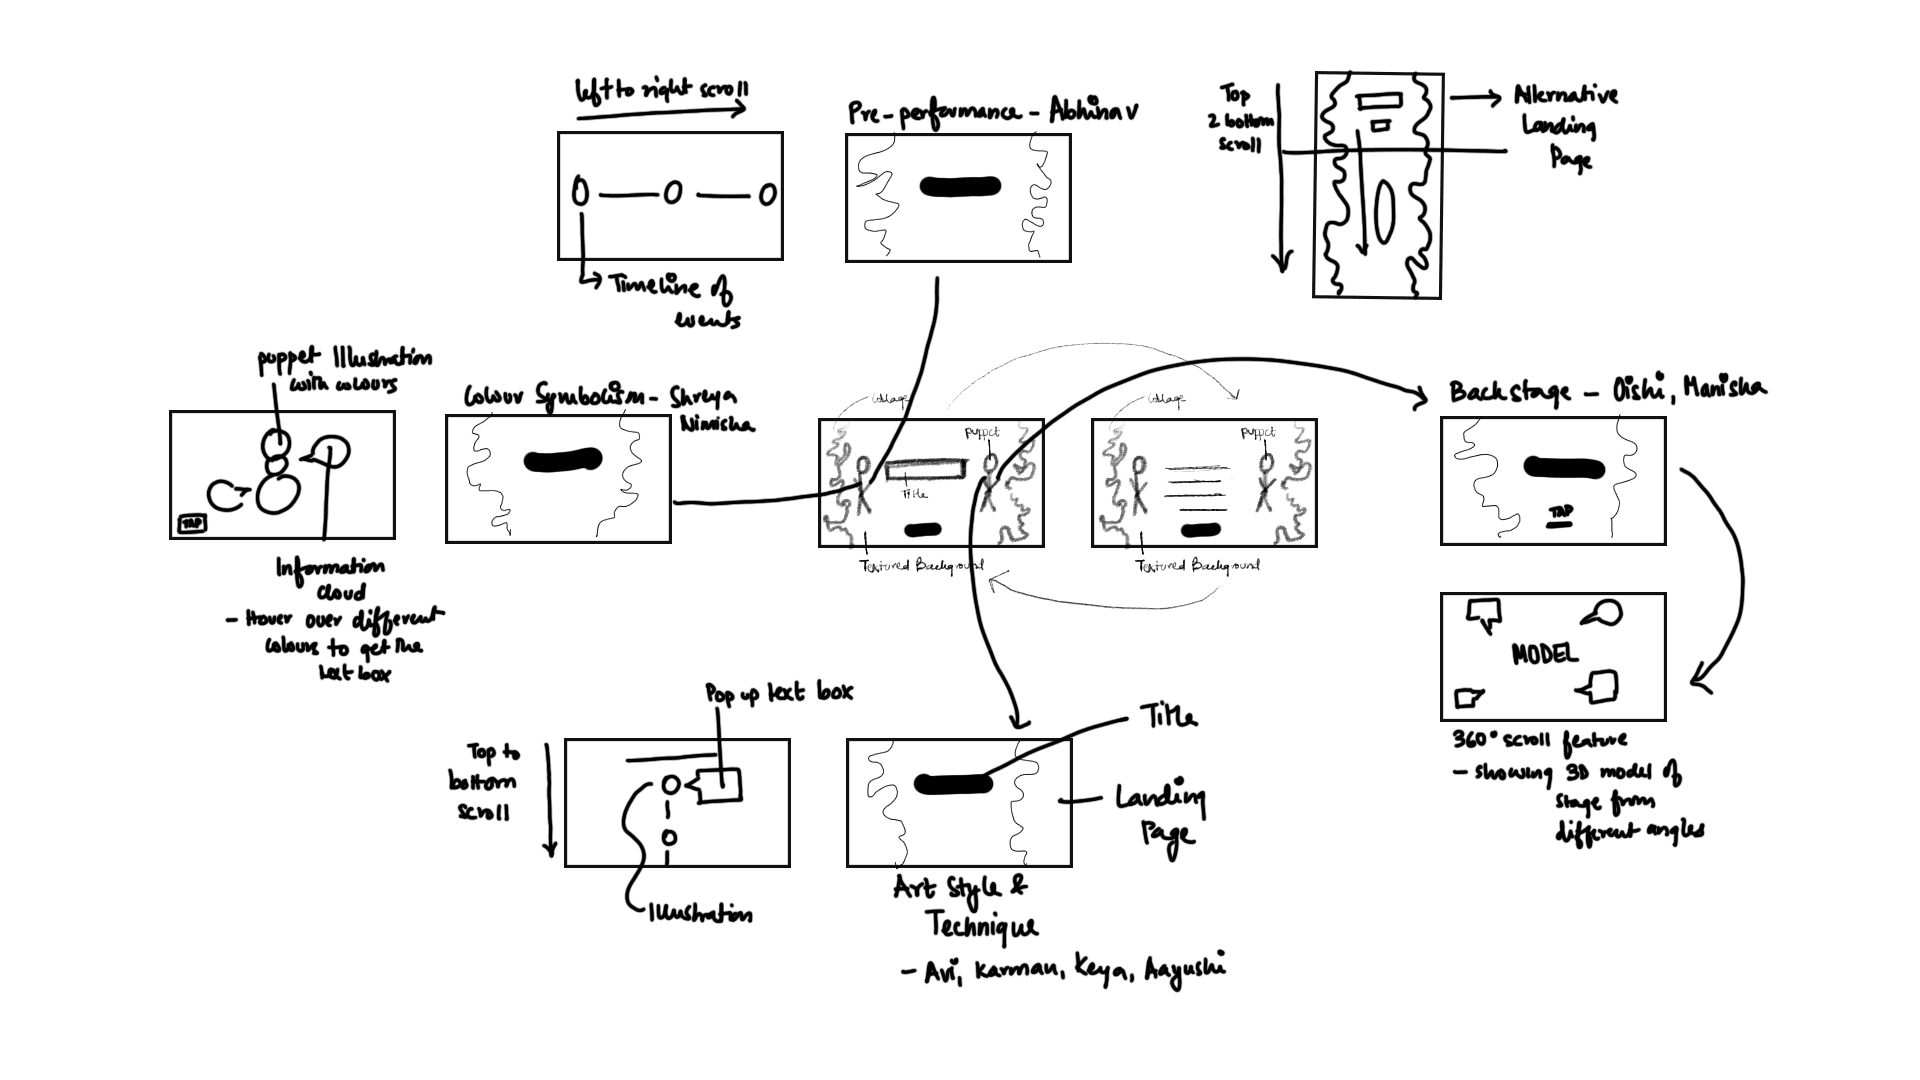 left to right scroll
Pre-performance - Abhinav
Top
2 bottom
scroll
Alternative
Landing
Page
Timeline of
events
puppet Illustration
with colours
Colour Symbolism - Shreya
Nimisha
TAP
Information
cloud
- Hover over different
colours to get the
text box
Collage
puppet
Title
Textured Background
Collage
puppet
Textured Background
Backstage - Oishi, Manisha
TAP
MODEL
360° scroll feature
- showing 3D model of
stage from
different angles
Pop up text box
Top to
bottom
scroll
Illustration
Title
Landing
Page
Art Style &
Technique
- Avi, Karman, Keya, Aayushi